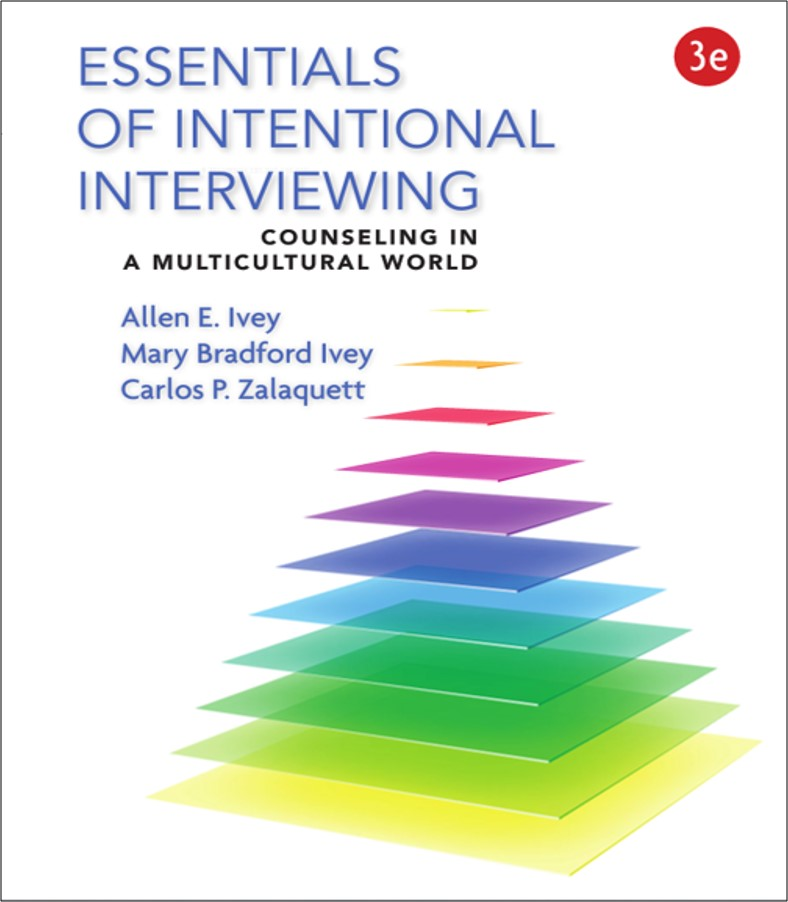 ESSENTIALS
OF INTENTIONAL
INTERVIEWING
3e
COUNSELING IN
A MULTICULTURAL WORLD
Allen E. Ivey
Mary Bradford Ivey
Carlos P. Zalaquett